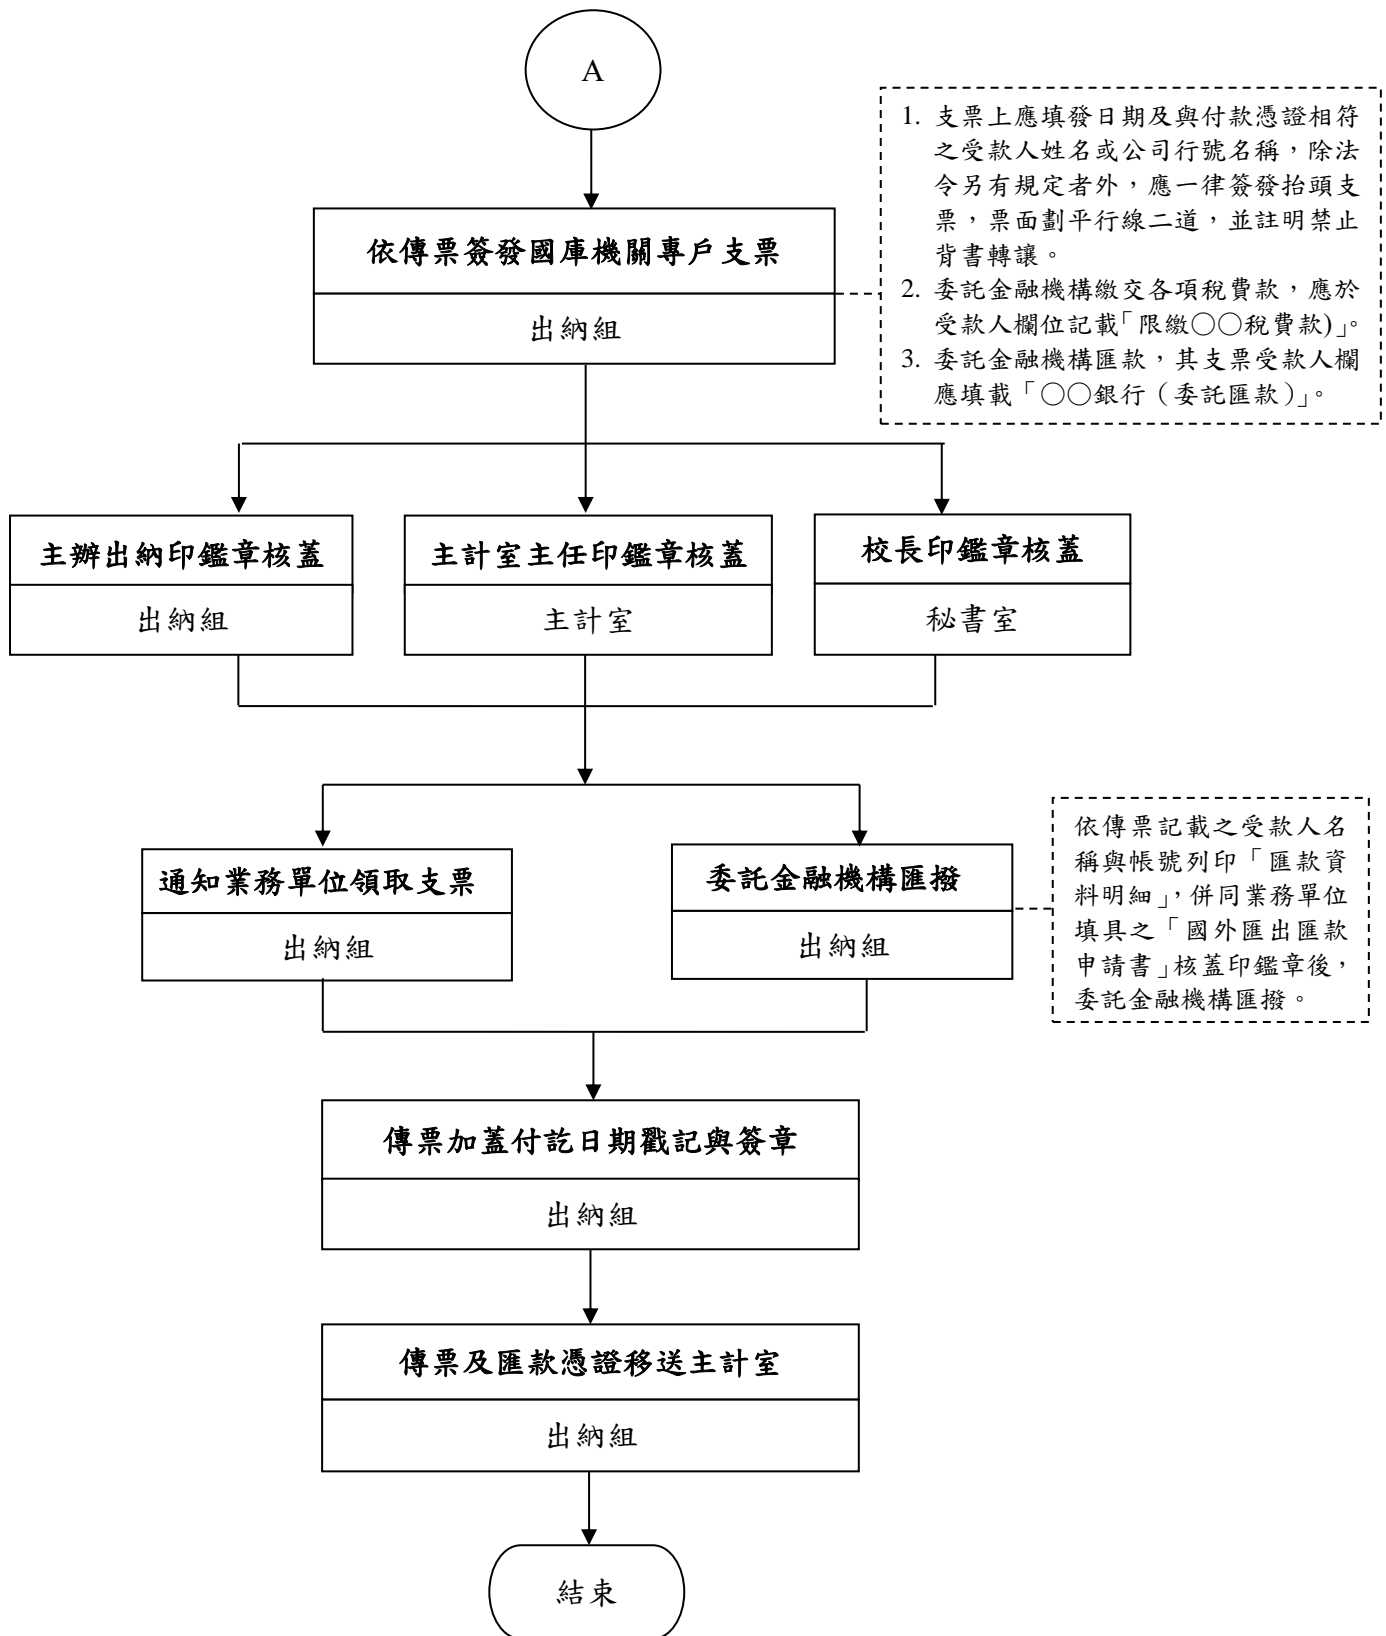 A
1. 支票上應填發日期及與付款憑證相符
之受款人姓名或公司行號名稱，除法
令另有規定者外，應一律簽發抬頭支
票，票面劃平行線二道，並註明禁止
背書轉讓。
2. 委託金融機構繳交各項稅費款，應於
受款人欄位記載「限繳○○稅費款)」。
3. 委託金融機構匯款，其支票受款人欄
應填載「○○銀行（委託匯款）」。
依傳票簽發國庫機關專戶支票
出納組
主辦出納印鑑章核蓋
出納組
主計室主任印鑑章核蓋
主計室
校長印鑑章核蓋
秘書室
通知業務單位領取支票
出納組
委託金融機構匯撥
出納組
依傳票記載之受款人名
稱與帳號列印「匯款資
料明細」，併同業務單位
填具之「國外匯出匯款
申請書」核蓋印鑑章後，
委託金融機構匯撥。
傳票加蓋付訖日期戳記與簽章
出納組
傳票及匯款憑證移送主計室
出納組
結束